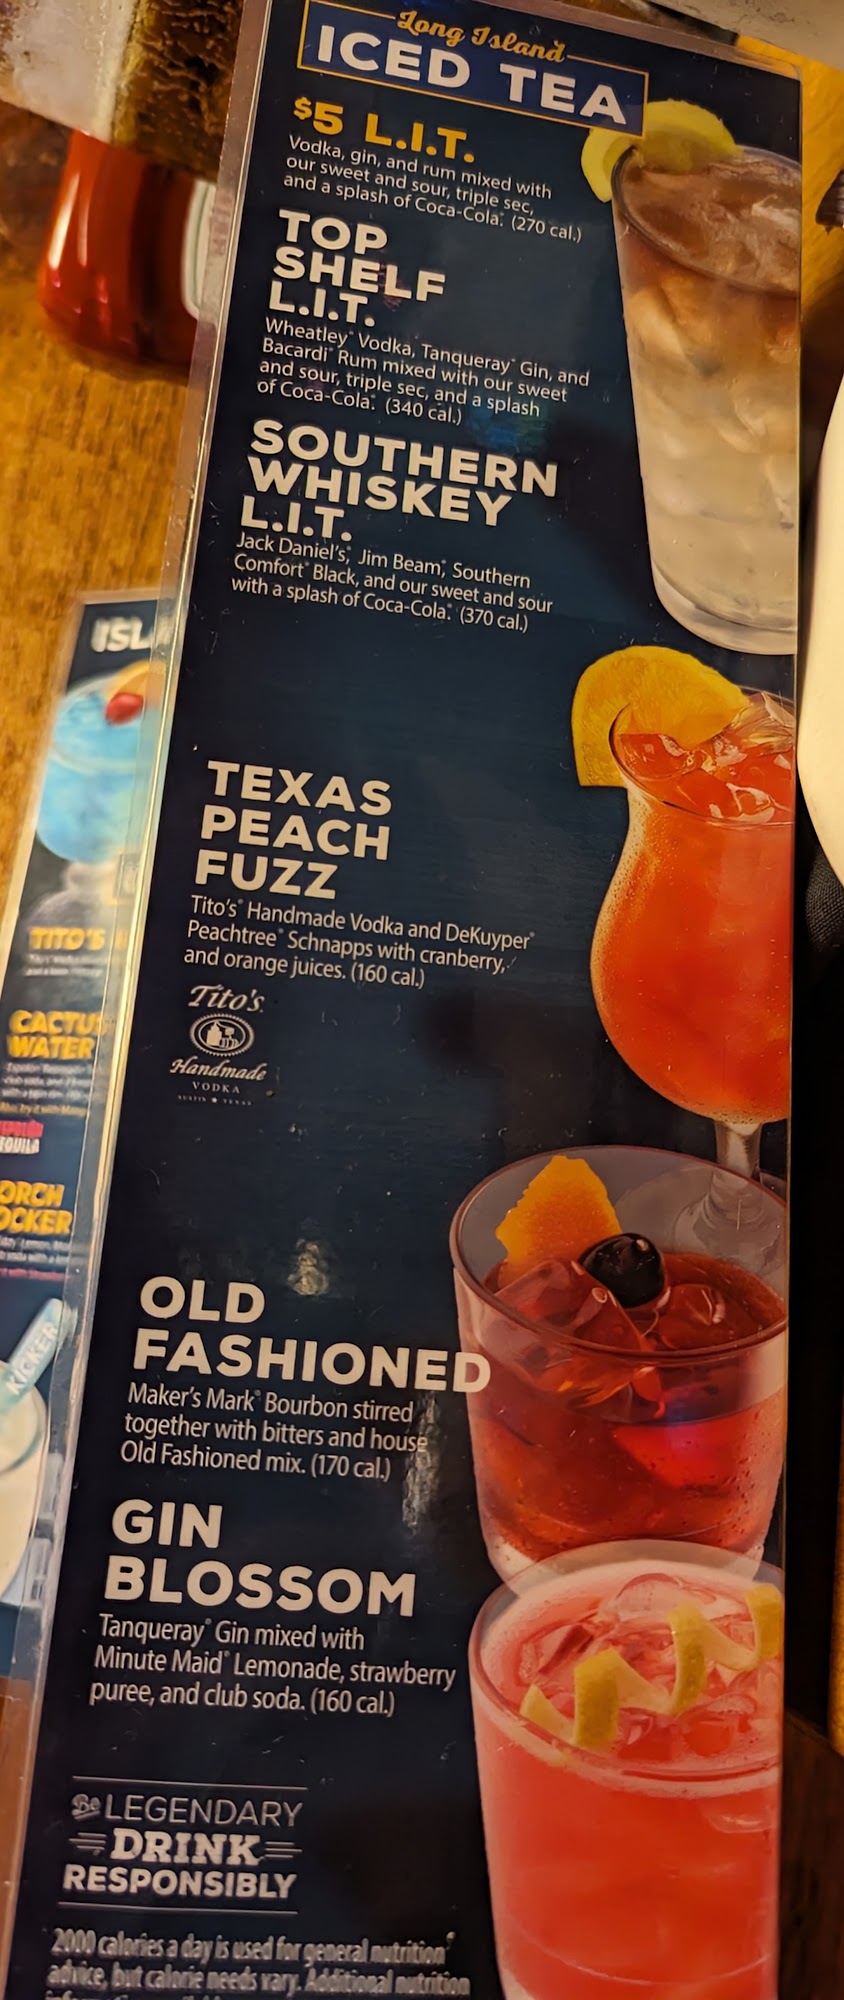 Long Island
ICED TEA
$5 L.I.T.
Vodka, gin, and rum mixed with
our sweet and sour, triple sec,
and a splash of Coca-Cola. (270 cal.)
TOP
SHELF
L.I.T.
Wheatley® Vodka, Tanqueray® Gin, and
Bacardi® Rum mixed with our sweet
and sour, triple sec, and a splash
of Coca-Cola®. (340 cal.)
SOUTHERN
WHISKEY
L.I.T.
Jack Daniel's®, Jim Beam®, Southern
Comfort® Black, and our sweet and sour
with a splash of Coca-Cola®. (370 cal.)
TEXAS
PEACH
FUZZ
Tito's® Handmade Vodka and DeKuyper®
Peachtree® Schnapps with cranberry,
and orange juices. (160 cal.)
Tito's
Handmade
VODKA
AUSTIN ★ TEXAS
OLD
FASHIONED
Maker's Mark® Bourbon stirred
together with bitters and house
Old Fashioned mix. (170 cal.)
GIN
BLOSSOM
Tanqueray® Gin mixed with
Minute Maid® Lemonade, strawberry
puree, and club soda. (160 cal.)
Be LEGENDARY
DRINK
RESPONSIBLY
2000 calories a day is used for general nutrition
advice, but calorie needs vary. Additional nutrition
ISL
TITO'S
CACTUS
WATER
TEQUILA
KICKER